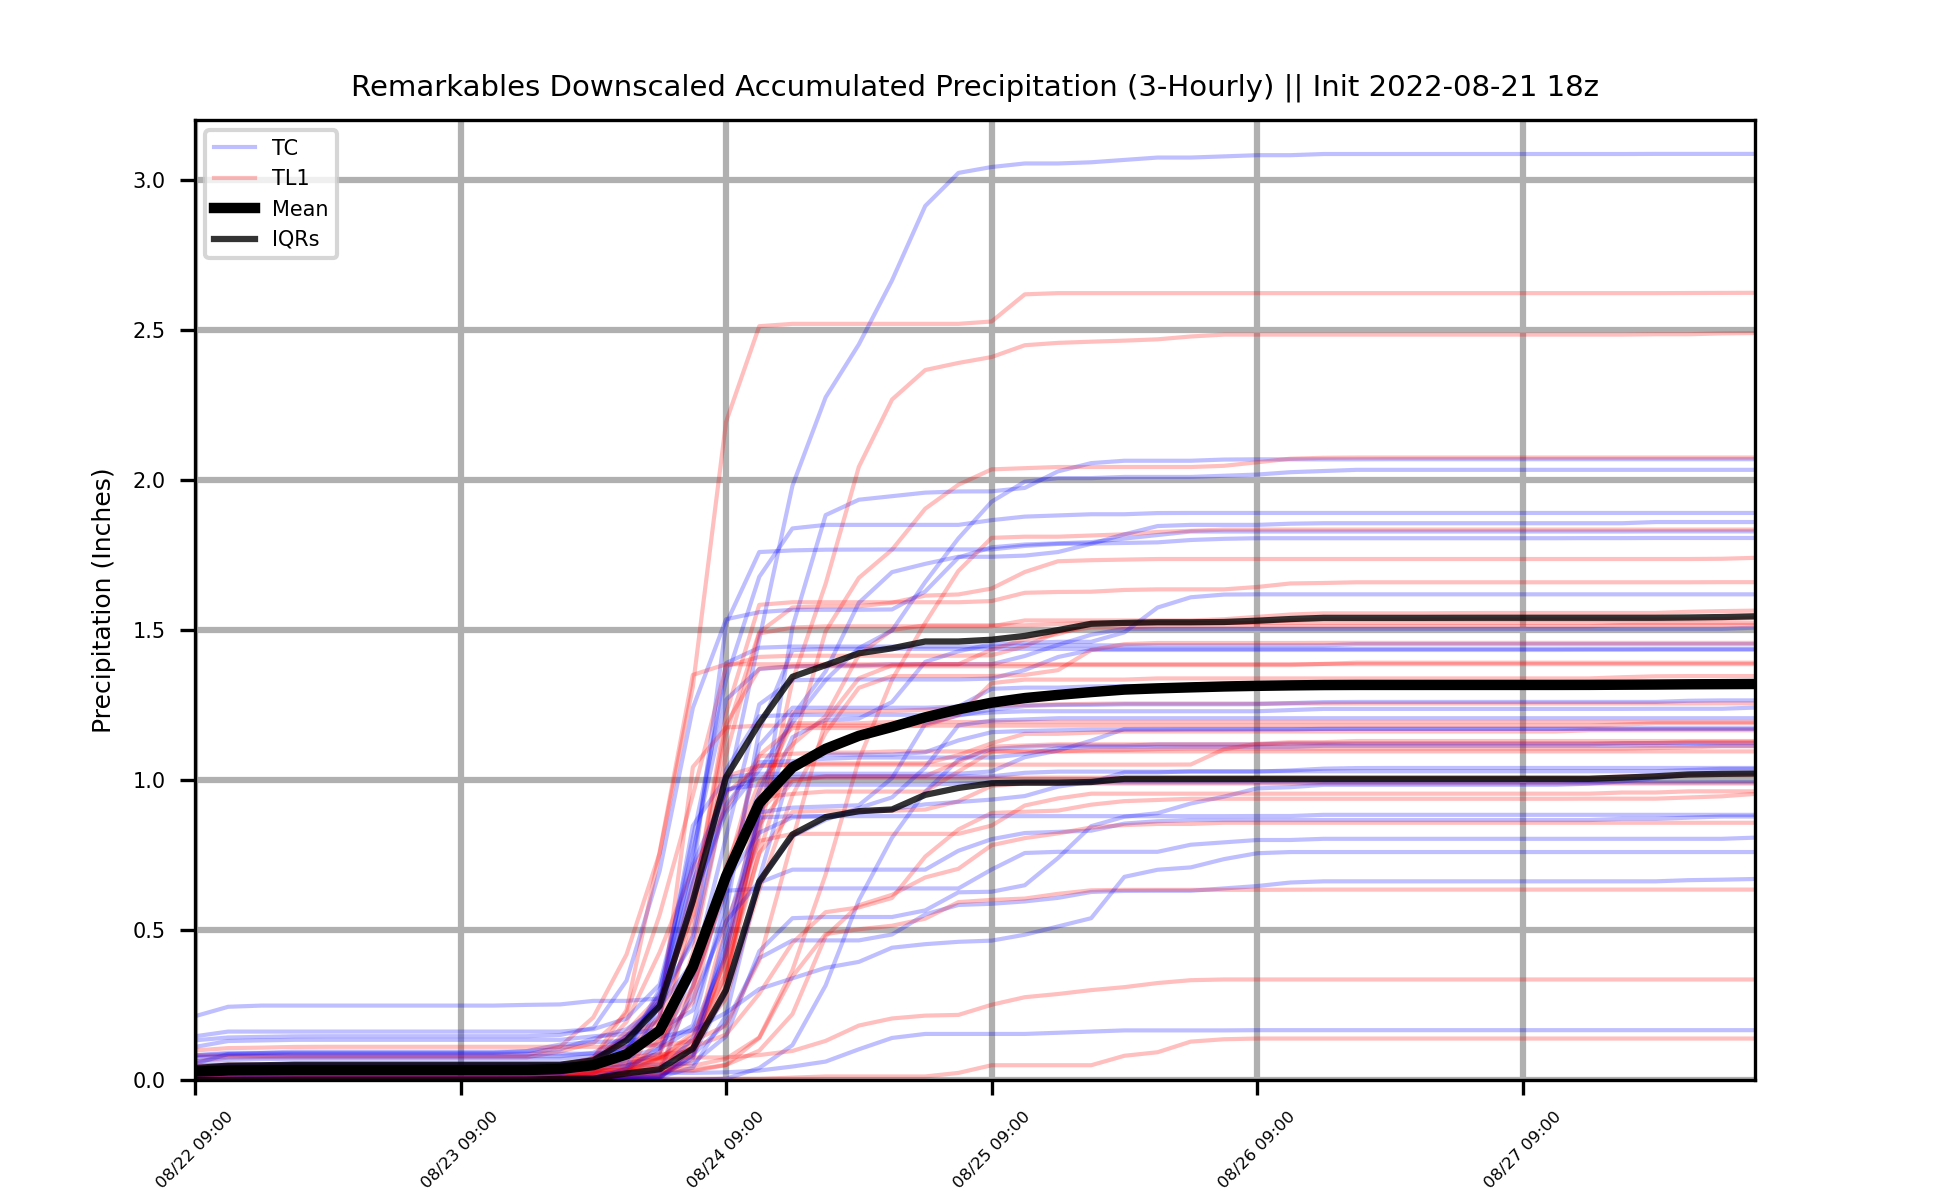 Remarkables Downscaled Accumulated Precipitation (3-Hourly) || Init 2022-08-21 18z
TC
TL1
Mean
IQRs
Precipitation (Inches)
3.0
2.5
2.0
1.5
1.0
0.5
0.0
08/22 09:00
08/23 09:00
08/24 09:00
08/25 09:00
08/26 09:00
08/27 09:00